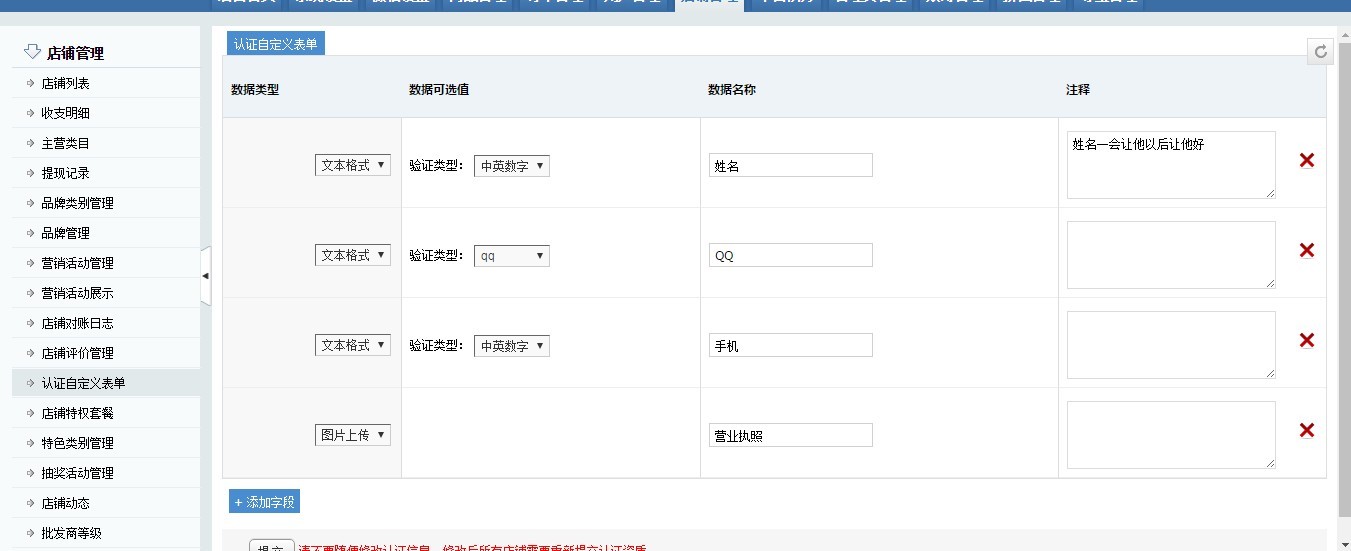 店铺管理
店铺列表
收支明细
主营类目
提现记录
品牌类别管理
品牌管理
营销活动管理
营销活动展示
店铺对账日志
店铺评价管理
认证自定义表单
店铺特权套餐
特色类别管理
抽奖活动管理
店铺动态
批发商等级
认证自定义表单
数据类型 数据可选值 数据名称 注释
文本格式 验证类型： 中英数字 姓名 姓名一会让他以后让他好
文本格式 验证类型： qq QQ
文本格式 验证类型： 中英数字 手机
图片上传 营业执照
+ 添加字段
提交 请不要随便修改认证信息，修改后所有店铺需要重新提交认证资质